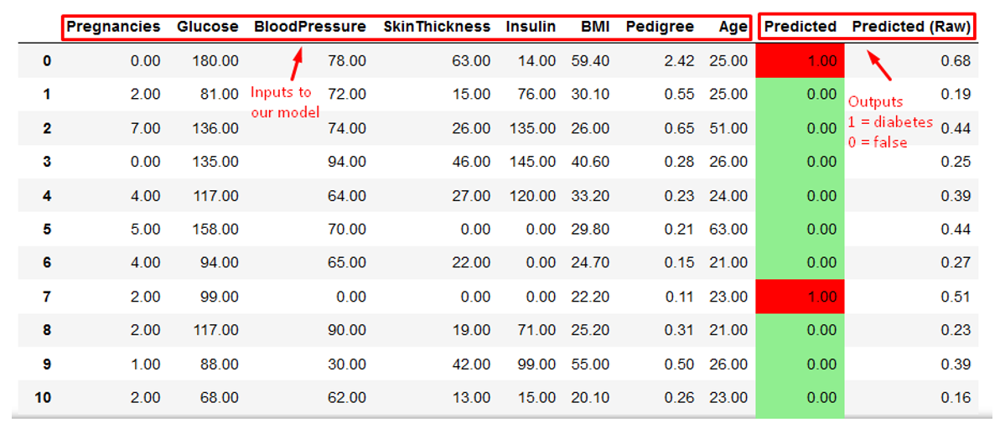 Pregnancies Glucose BloodPressure SkinThickness Insulin BMI Pedigree Age Predicted Predicted (Raw)
0 0.00 180.00 78.00 63.00 14.00 59.40 2.42 25.00 1.00 0.68
1 2.00 81.00 72.00 15.00 76.00 30.10 0.55 25.00 0.00 0.19
2 7.00 136.00 74.00 26.00 135.00 26.00 0.65 51.00 0.00 0.44
3 0.00 135.00 94.00 46.00 145.00 40.60 0.28 26.00 0.00 0.25
4 4.00 117.00 64.00 27.00 120.00 33.20 0.23 24.00 0.00 0.39
5 5.00 158.00 70.00 0.00 0.00 29.80 0.21 63.00 0.00 0.44
6 4.00 94.00 65.00 22.00 0.00 24.70 0.15 21.00 0.00 0.27
7 2.00 99.00 0.00 0.00 0.00 22.20 0.11 23.00 1.00 0.51
8 2.00 117.00 90.00 19.00 71.00 25.20 0.31 21.00 0.00 0.23
9 1.00 88.00 30.00 42.00 99.00 55.00 0.50 26.00 0.00 0.39
10 2.00 68.00 62.00 13.00 15.00 20.10 0.26 23.00 0.00 0.16
Inputs to
our model
Outputs
1 = diabetes
0 = false